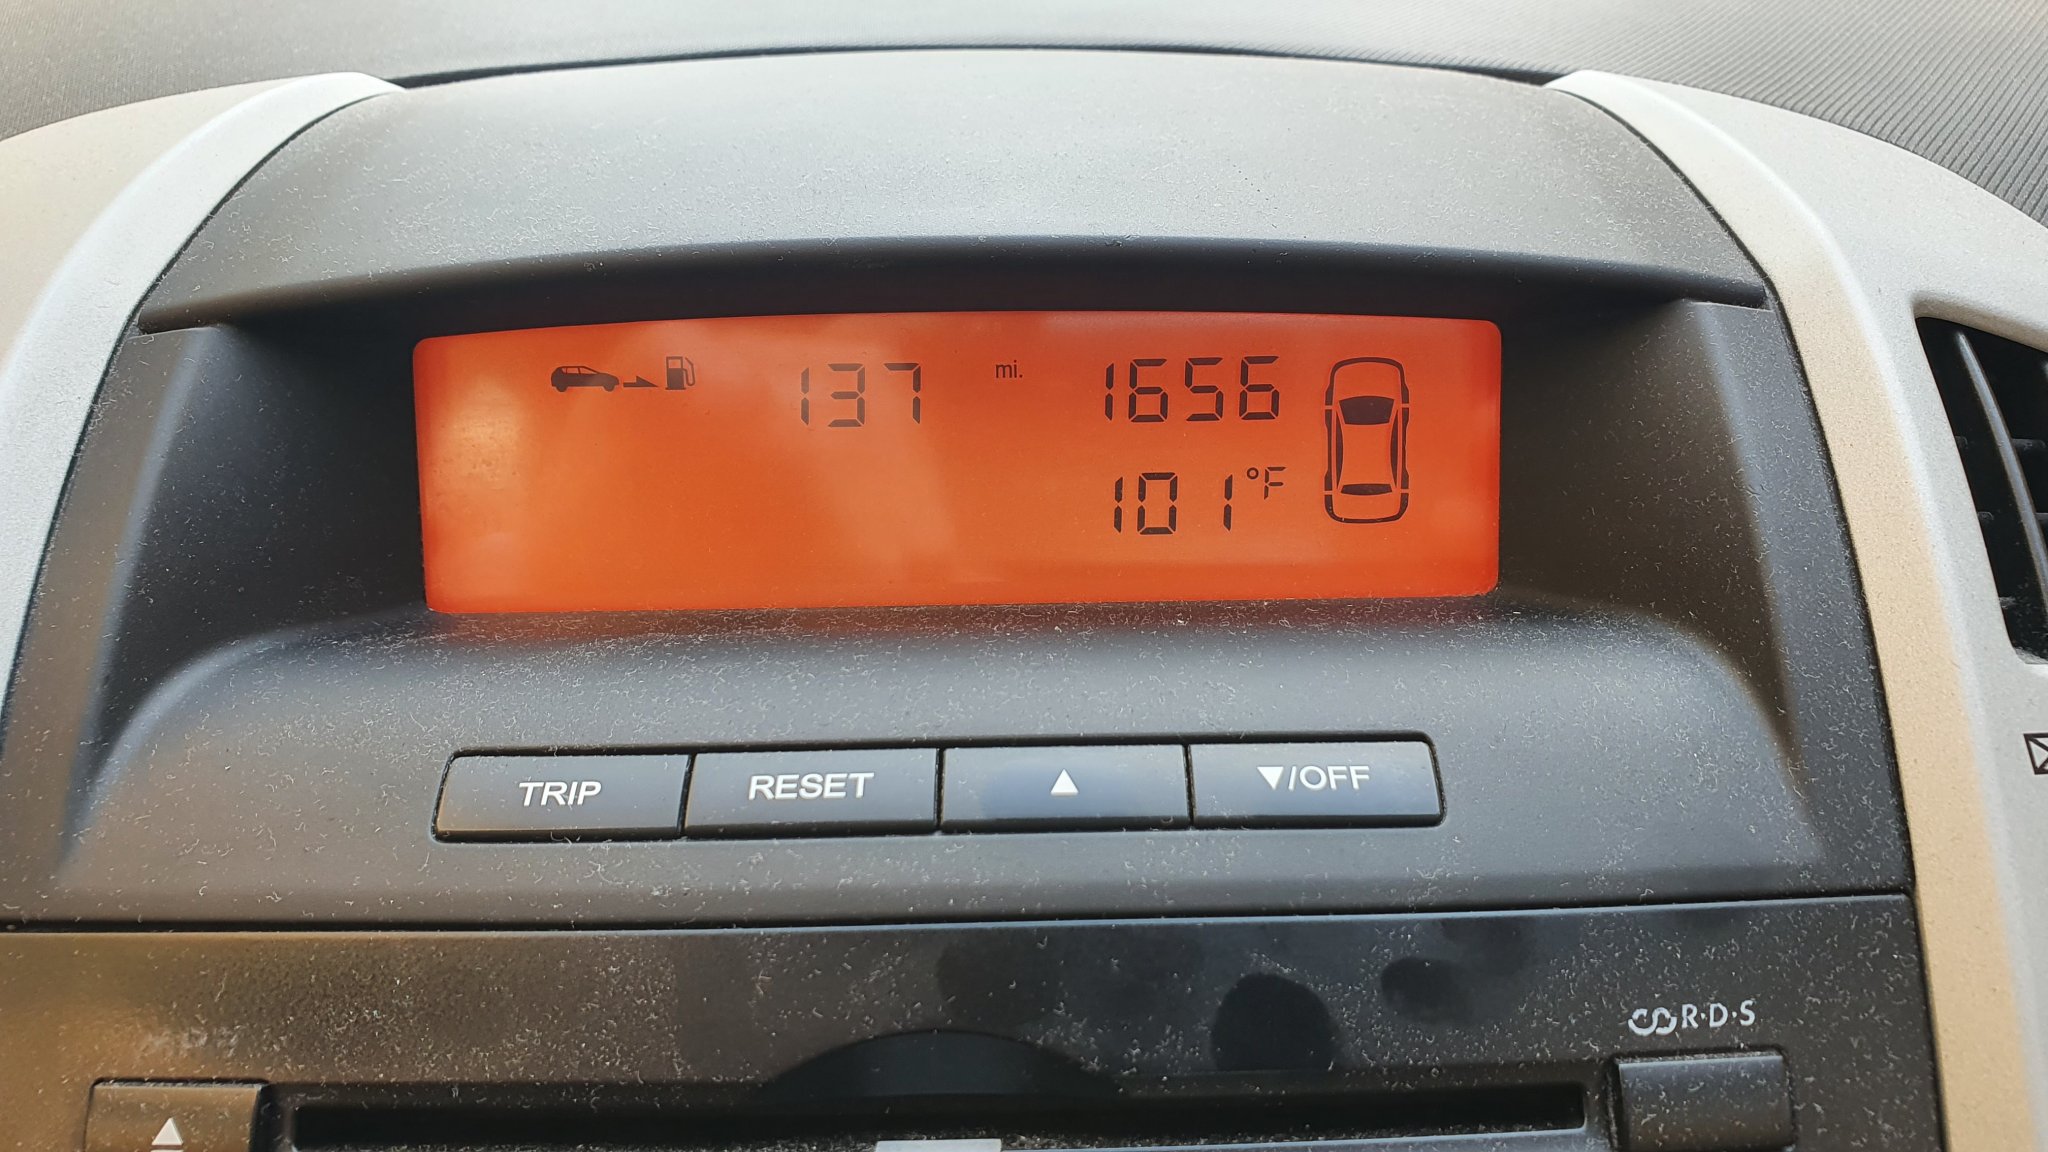 137 mi. 1656
101°F
TRIP RESET ▲ ▼/OFF
R·D·S